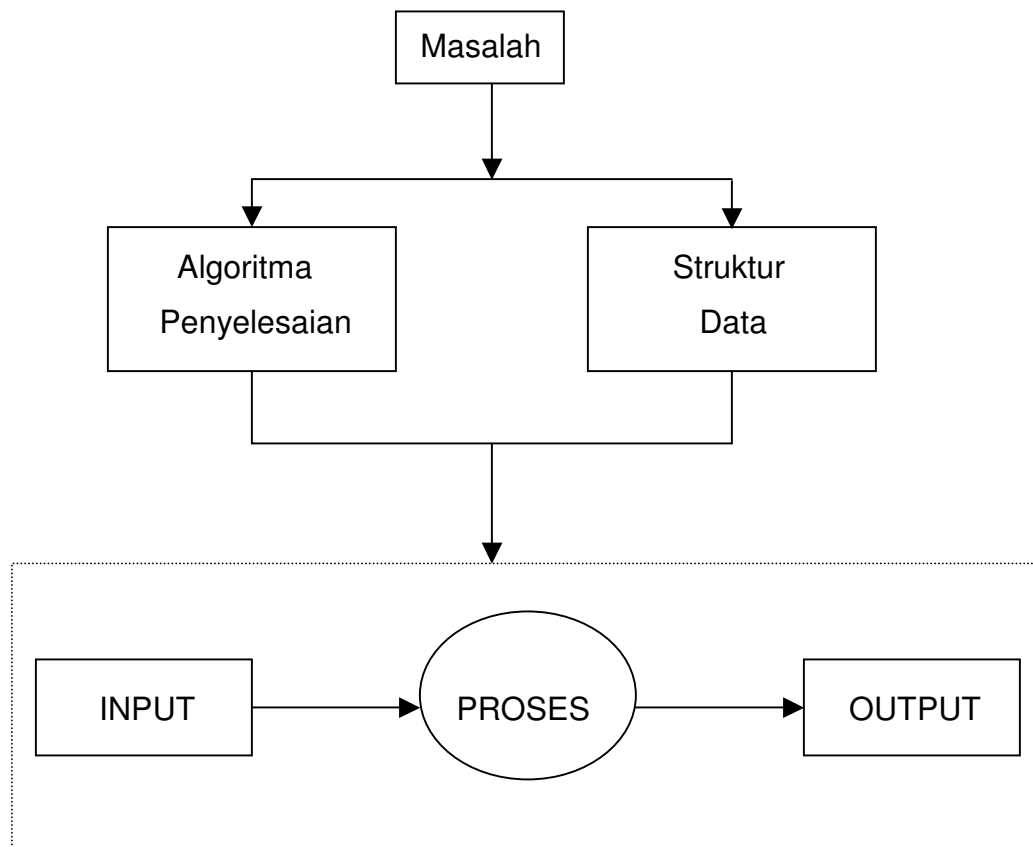 Masalah
Algoritma
Penyelesaian
Struktur
Data
INPUT
PROSES
OUTPUT